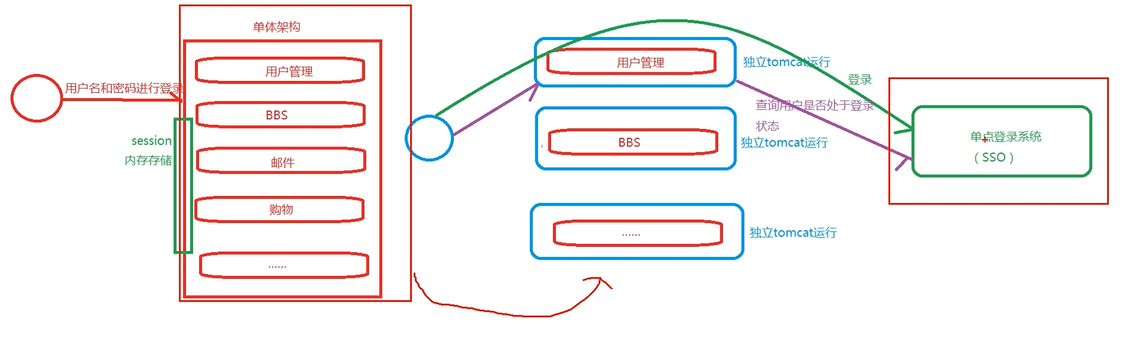 单体架构
用户名和密码进行登录
用户管理
BBS
session
内存存储
邮件
购物
......
用户管理
独立tomcat运行
BBS
独立tomcat运行
......
独立tomcat运行
登录
查询用户是否处于登录
状态
单点登录系统
（SSO）